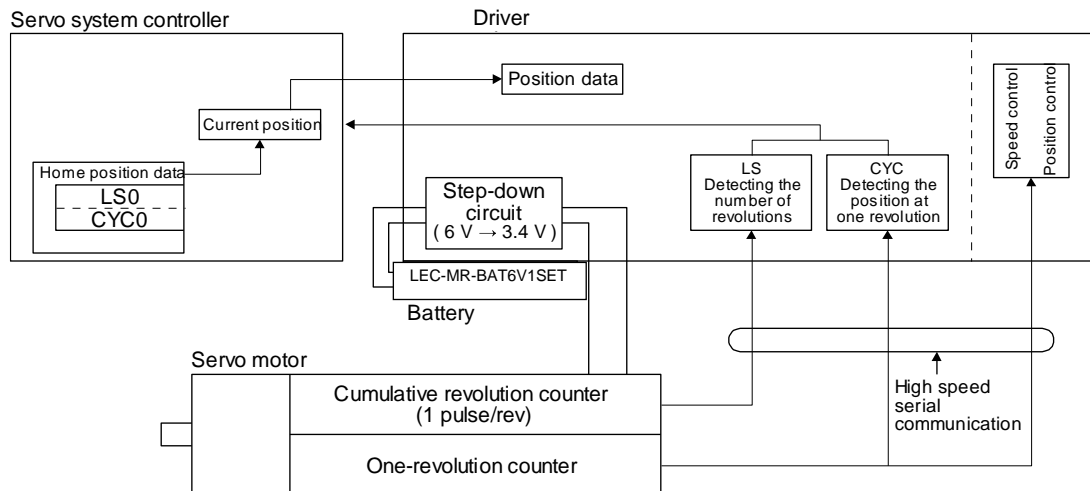 Servo system controller
Driver
Position data
Current position
Home position data
LS0
CYC0
Step-down
circuit
( 6 V → 3.4 V )
LEC-MR-BAT6V1SET
Battery
LS
Detecting the
number of
revolutions
CYC
Detecting the
position at
one revolution
Speed control
Position control
Servo motor
Cumulative revolution counter
(1 pulse/rev)
One-revolution counter
High speed
serial
communication